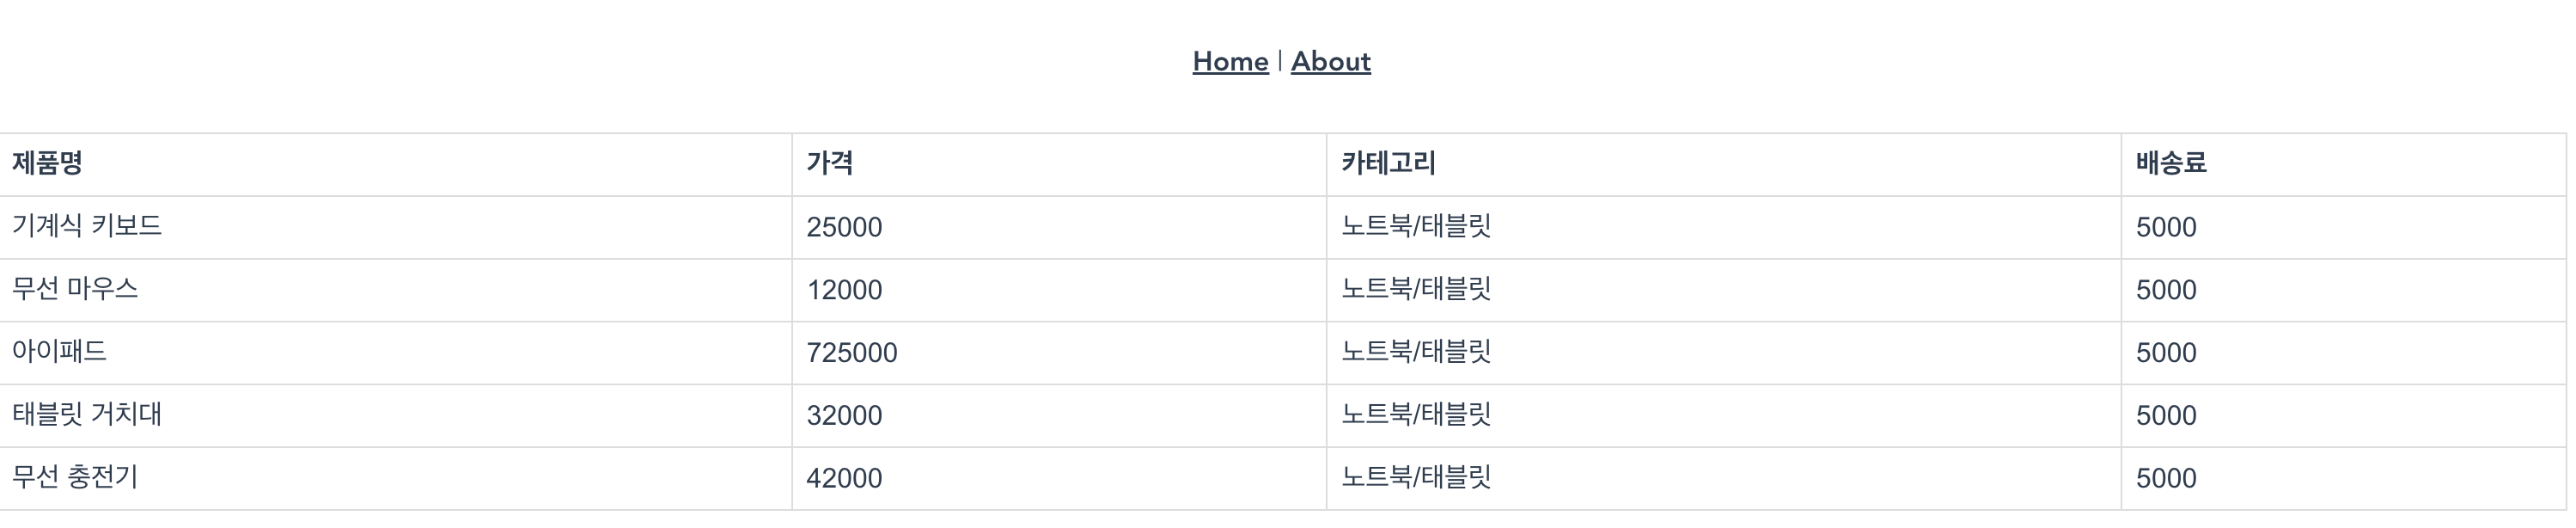 Home | About
제품명 가격 카테고리 배송료
기계식 키보드 25000 노트북/태블릿 5000
무선 마우스 12000 노트북/태블릿 5000
아이패드 725000 노트북/태블릿 5000
태블릿 거치대 32000 노트북/태블릿 5000
무선 충전기 42000 노트북/태블릿 5000